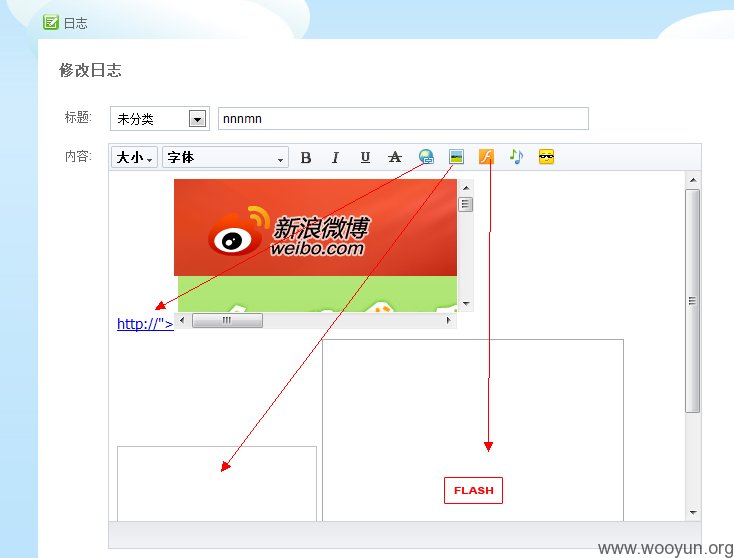 日志
修改日志
标题:
未分类
nnnmn
内容:
大小
字体
B I U A
新浪微博
weibo.com
http://">
FLASH
www.wooyun.org